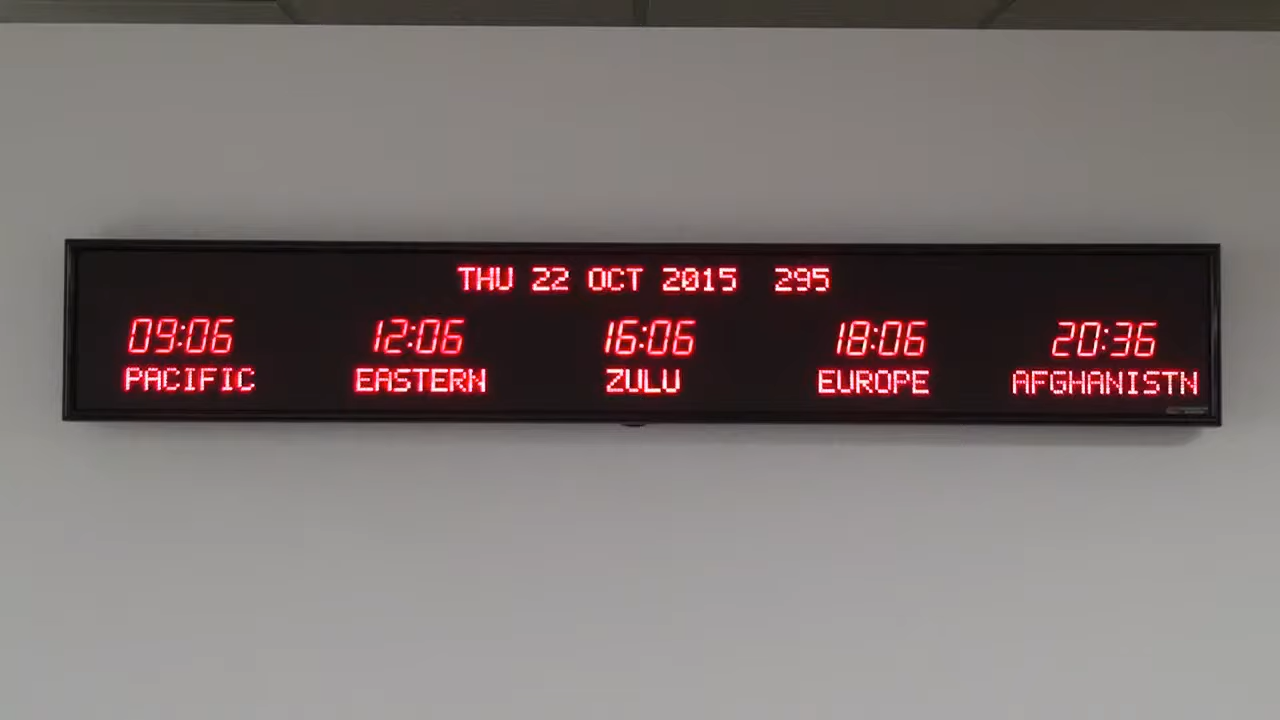 THU 22 OCT 2015 295
09:06 12:06 16:06 18:06 20:36
PACIFIC EASTERN ZULU EUROPE AFGHANISTN